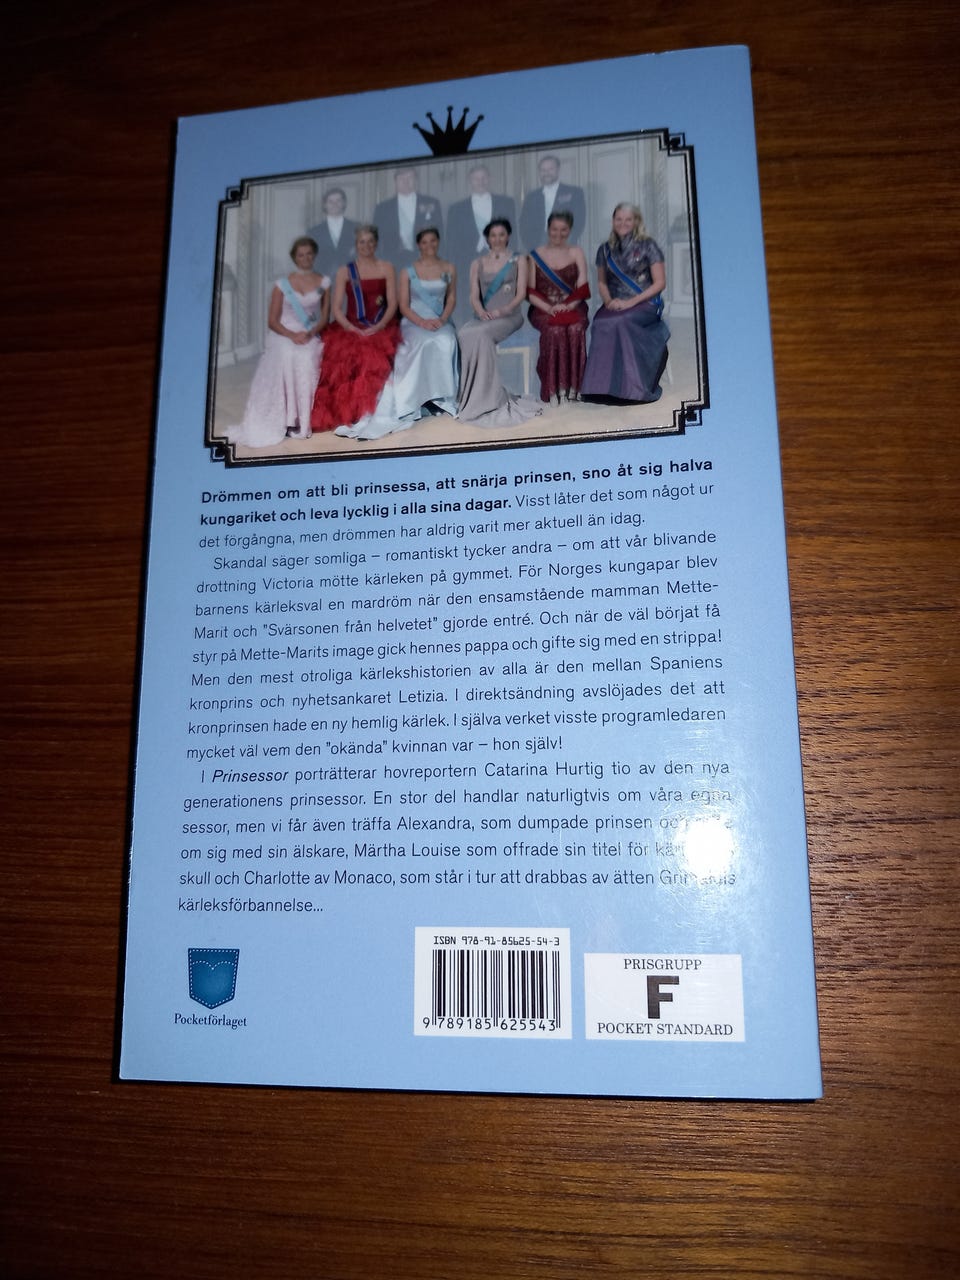 Drömmen om att bli prinsessa, att snärja prinsen, sno åt sig halva
kungariket och leva lycklig i alla sina dagar. Visst låter det som något ur
det förgångna, men drömmen har aldrig varit mer aktuell än idag.
Skandal säger somliga – romantiskt tycker andra – om att vår blivande
drottning Victoria mötte kärleken på gymmet. För Norges kungapar blev
barnens kärleksval en mardröm när den ensamstående mamman Mette-
Marit och "Svärsonen från helvetet" gjorde entré. Och när de väl börjat få
styr på Mette-Marits image gick hennes pappa och gifte sig med en strippa!
Men den mest otroliga kärlekshistorien av alla är den mellan Spaniens
kronprins och nyhetsankaret Letizia. I direktsändning avslöjades det att
kronprinsen hade en ny hemlig kärlek. I själva verket visste programledaren
mycket väl vem den "okända" kvinnan var – hon själv!
I Prinsessor porträtterar hovreportern Catarina Hurtig tio av den nya
generationens prinsessor. En stor del handlar naturligtvis om våra egna
sessor, men vi får även träffa Alexandra, som dumpade prinsen
om sig med sin älskare, Märtha Louise som offrade sin titel för
skull och Charlotte av Monaco, som står i tur att drabbas av ätten Grimaldis
kärleksförbannelse...
Pocketförlaget
ISBN 978-91-85625-54-3
9 789185 625543
PRISGRUPP
F
POCKET STANDARD